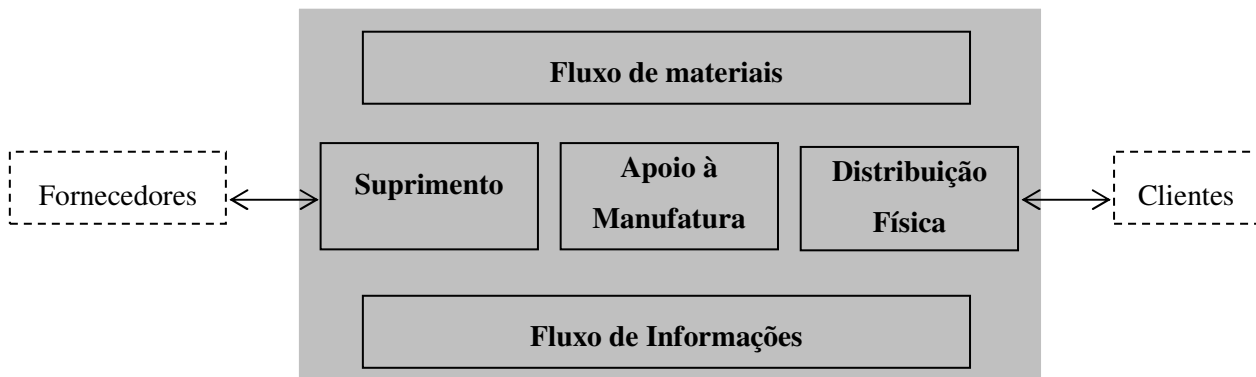 Fluxo de materiais
Fornecedores
Suprimento
Apoio à
Manufatura
Distribuição
Física
Clientes
Fluxo de Informações